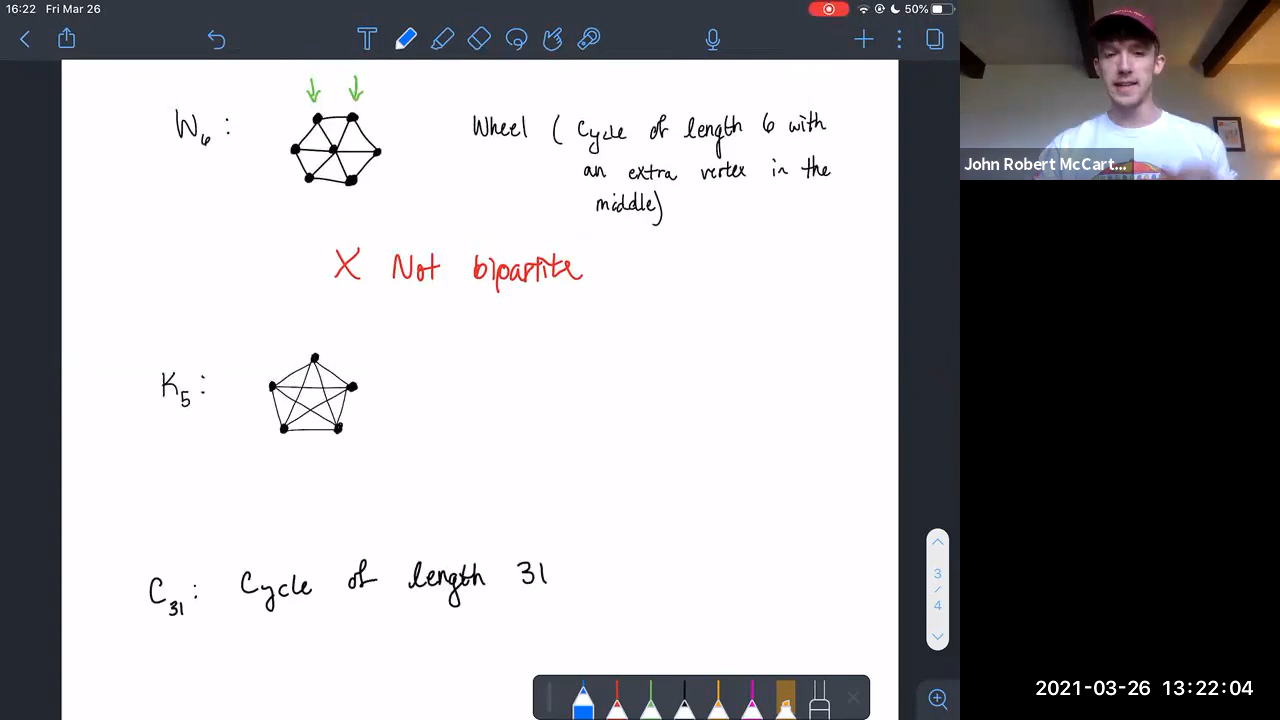 16:22 Fri Mar 26
50%
W6 :
Wheel ( Cycle of length 6 with
an extra vertex in the
middle)
X Not bipartite
K5 :
C31 : Cycle of length 31
3
/
4
John Robert McCart...
2021-03-26 13:22:04